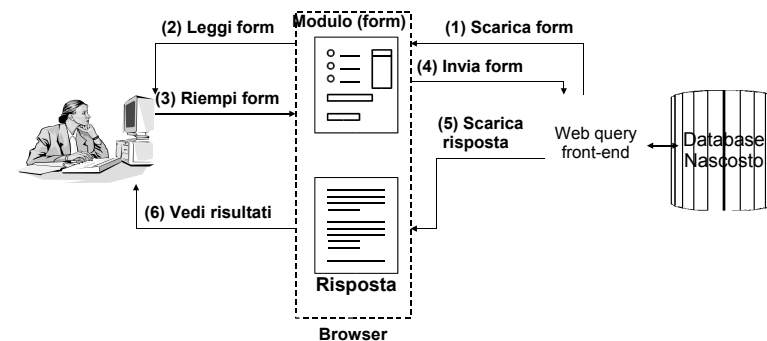 Modulo (form)
(2) Leggi form
(1) Scarica form
(4) Invia form
(3) Riempi form
(5) Scarica
risposta
Web query
front-end
Database
Nascosto
(6) Vedi risultati
Risposta
Browser